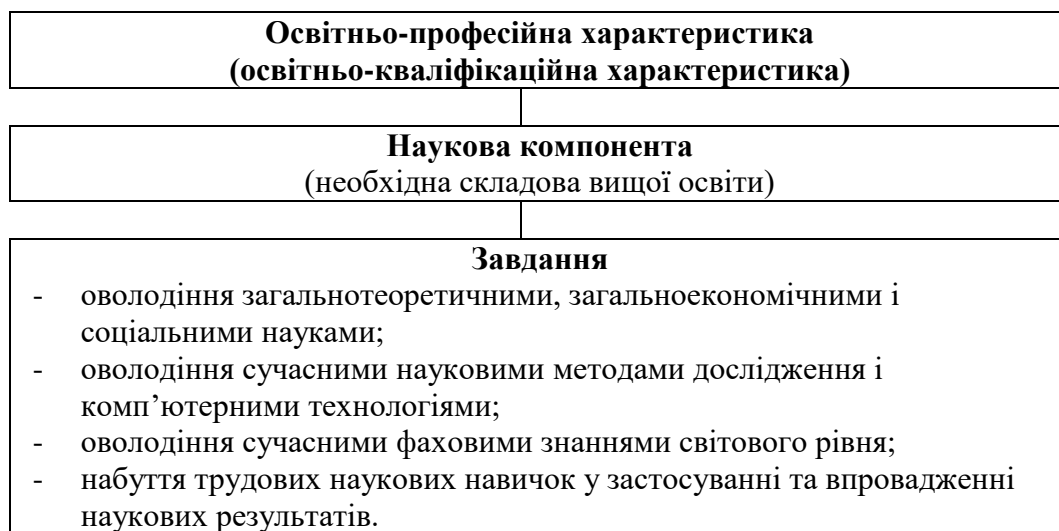 Освітньо-професійна характеристика
(освітньо-кваліфікаційна характеристика)
Наукова компонента
(необхідна складова вищої освіти)
Завдання
- оволодіння загальнотеоретичними, загальноекономічними і
соціальними науками;
- оволодіння сучасними науковими методами дослідження і
комп’ютерними технологіями;
- оволодіння сучасними фаховими знаннями світового рівня;
- набуття трудових наукових навичок у застосуванні та впровадженні
наукових результатів.